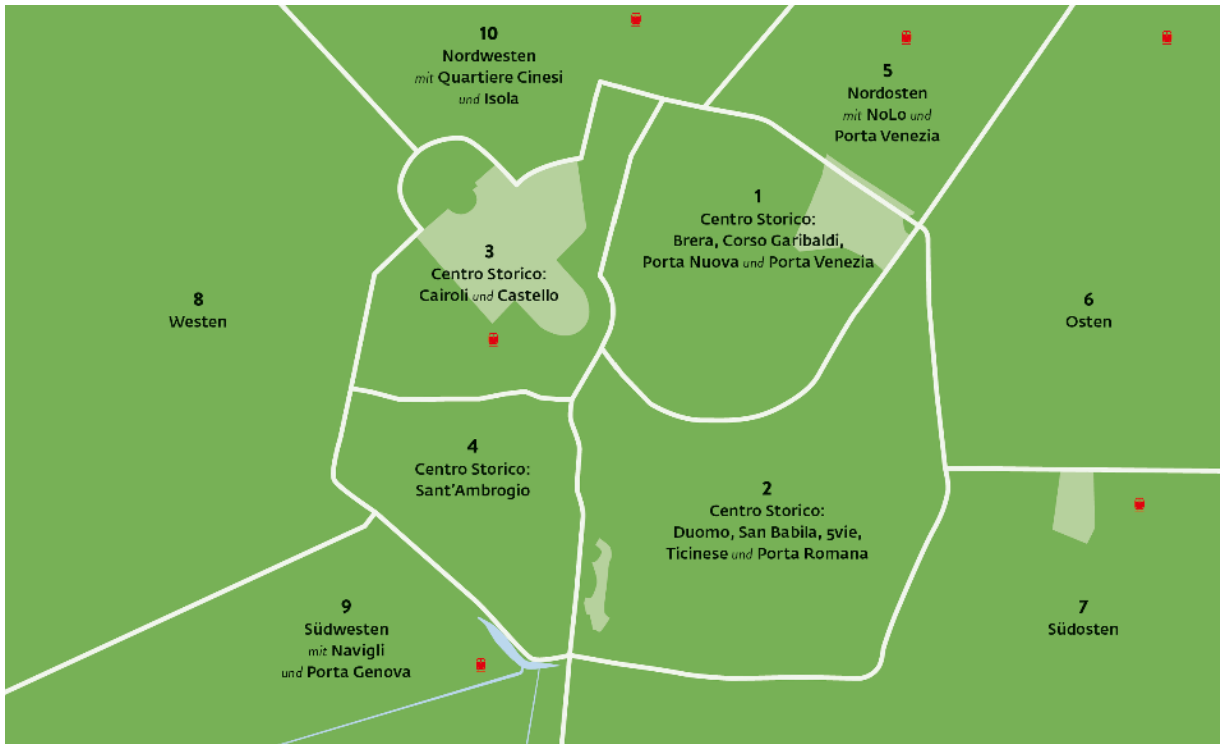 10
Nordwesten
mit Quartiere Cinesi
und Isola
5
Nordosten
mit NoLo und
Porta Venezia
1
Centro Storico:
Brera, Corso Garibaldi,
Porta Nuova und Porta Venezia
3
Centro Storico:
Cairoli und Castello
8
Westen
6
Osten
4
Centro Storico:
Sant'Ambrogio
2
Centro Storico:
Duomo, San Babila, 5vie,
Ticinese und Porta Romana
9
Südwesten
mit Navigli
und Porta Genova
7
Südosten